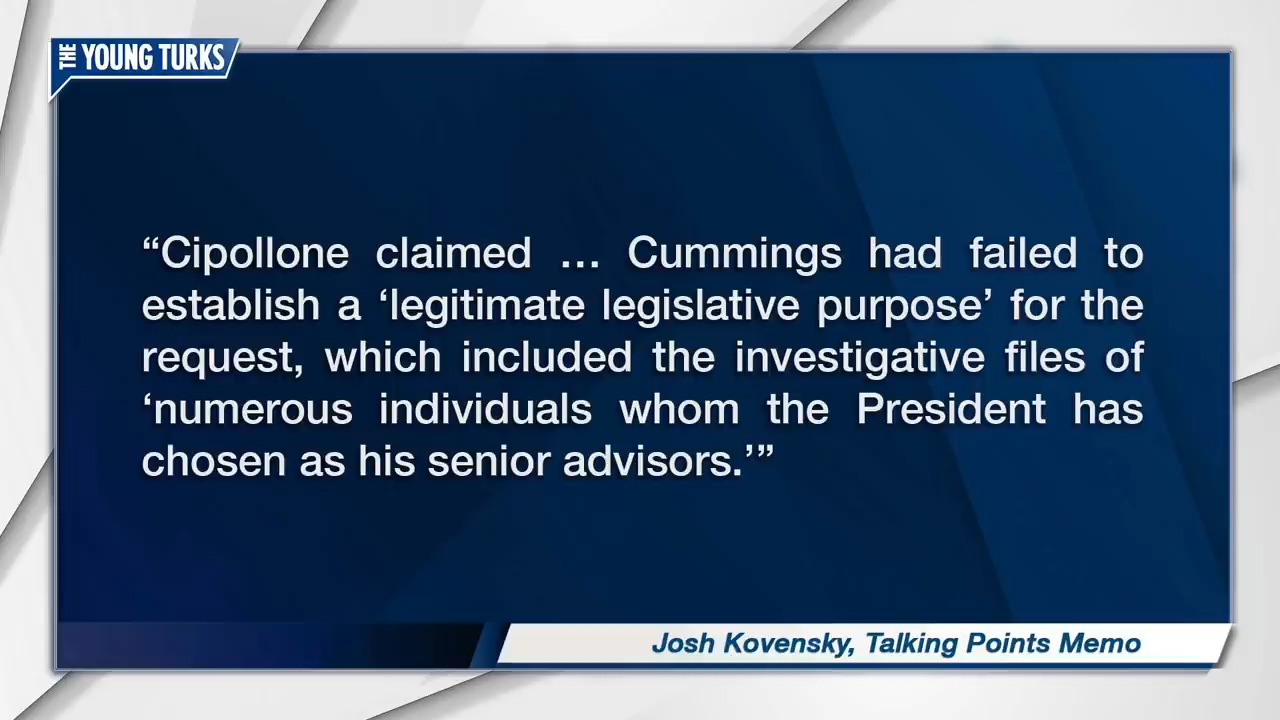 THE YOUNG TURKS
“Cipollone claimed … Cummings had failed to
establish a ‘legitimate legislative purpose’ for the
request, which included the investigative files of
‘numerous individuals whom the President has
chosen as his senior advisors.’”
Josh Kovensky, Talking Points Memo